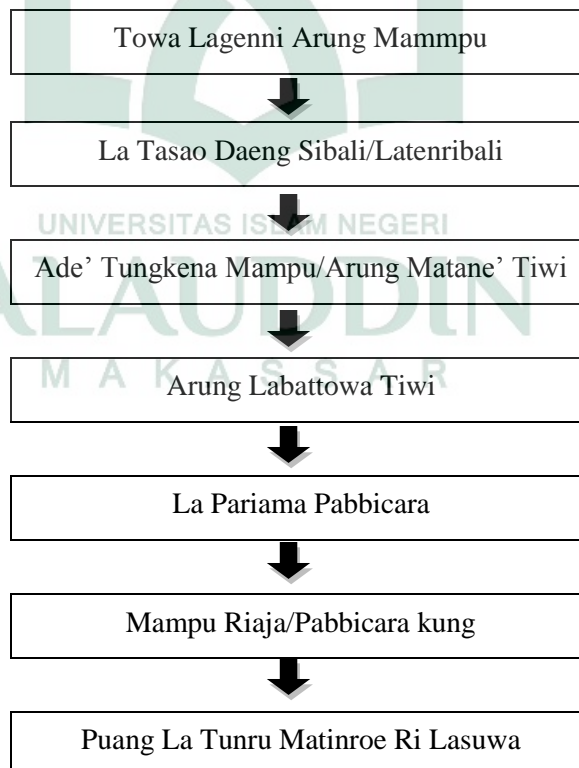 Towa Lagenni Arung Mammpu
La Tasao Daeng Sibali/Latenribali
UNIVERSITAS ISLAM NEGERI
Ade’ Tungkena Mampu/Arung Matane’ Tiwi
ALAUDDIN
MAKASSAR
Arung Labattowa Tiwi
La Pariama Pabbicara
Mampu Riaja/Pabbicara kung
Puang La Tunru Matinroe Ri Lasuwa